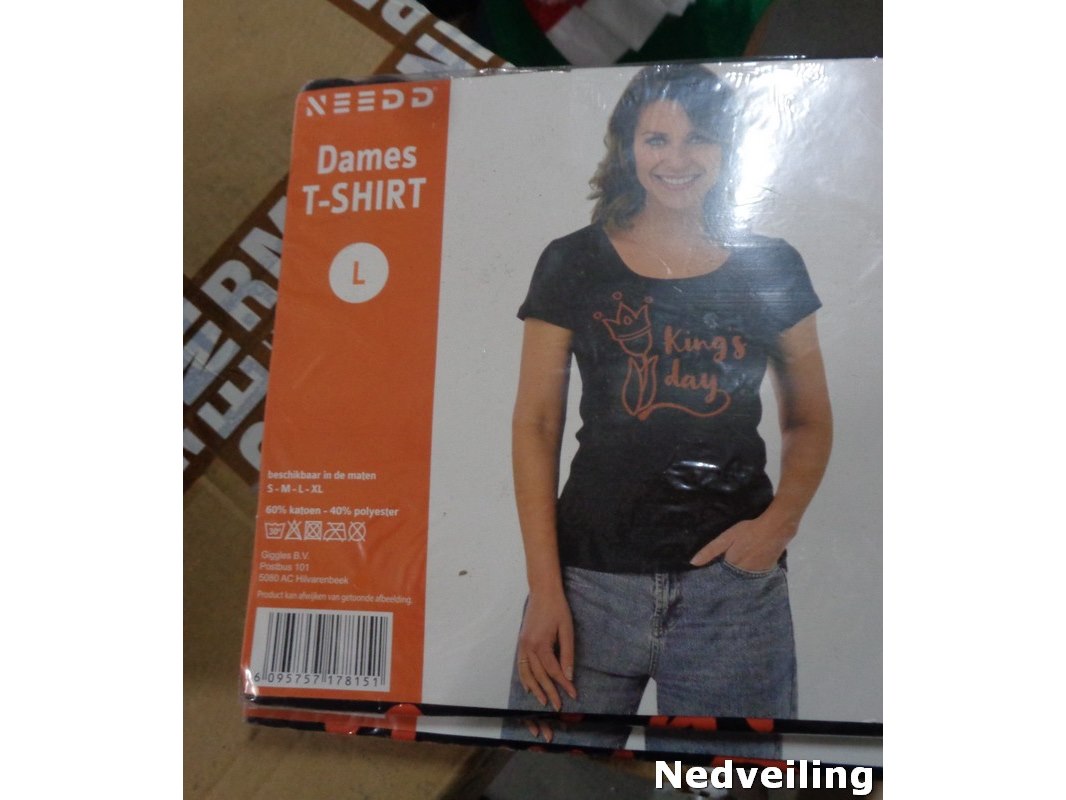 NEEDD
Dames
T-SHIRT
L
King's
day
beschikbaar in de maten
S - M - L - XL
60% katoen - 40% polyester
30°
Giggles B.V.
Postbus 101
5080 AC Hilvarenbeek
Product kan afwijken van getoonde afbeelding.
6 095757 178151
Nedveiling